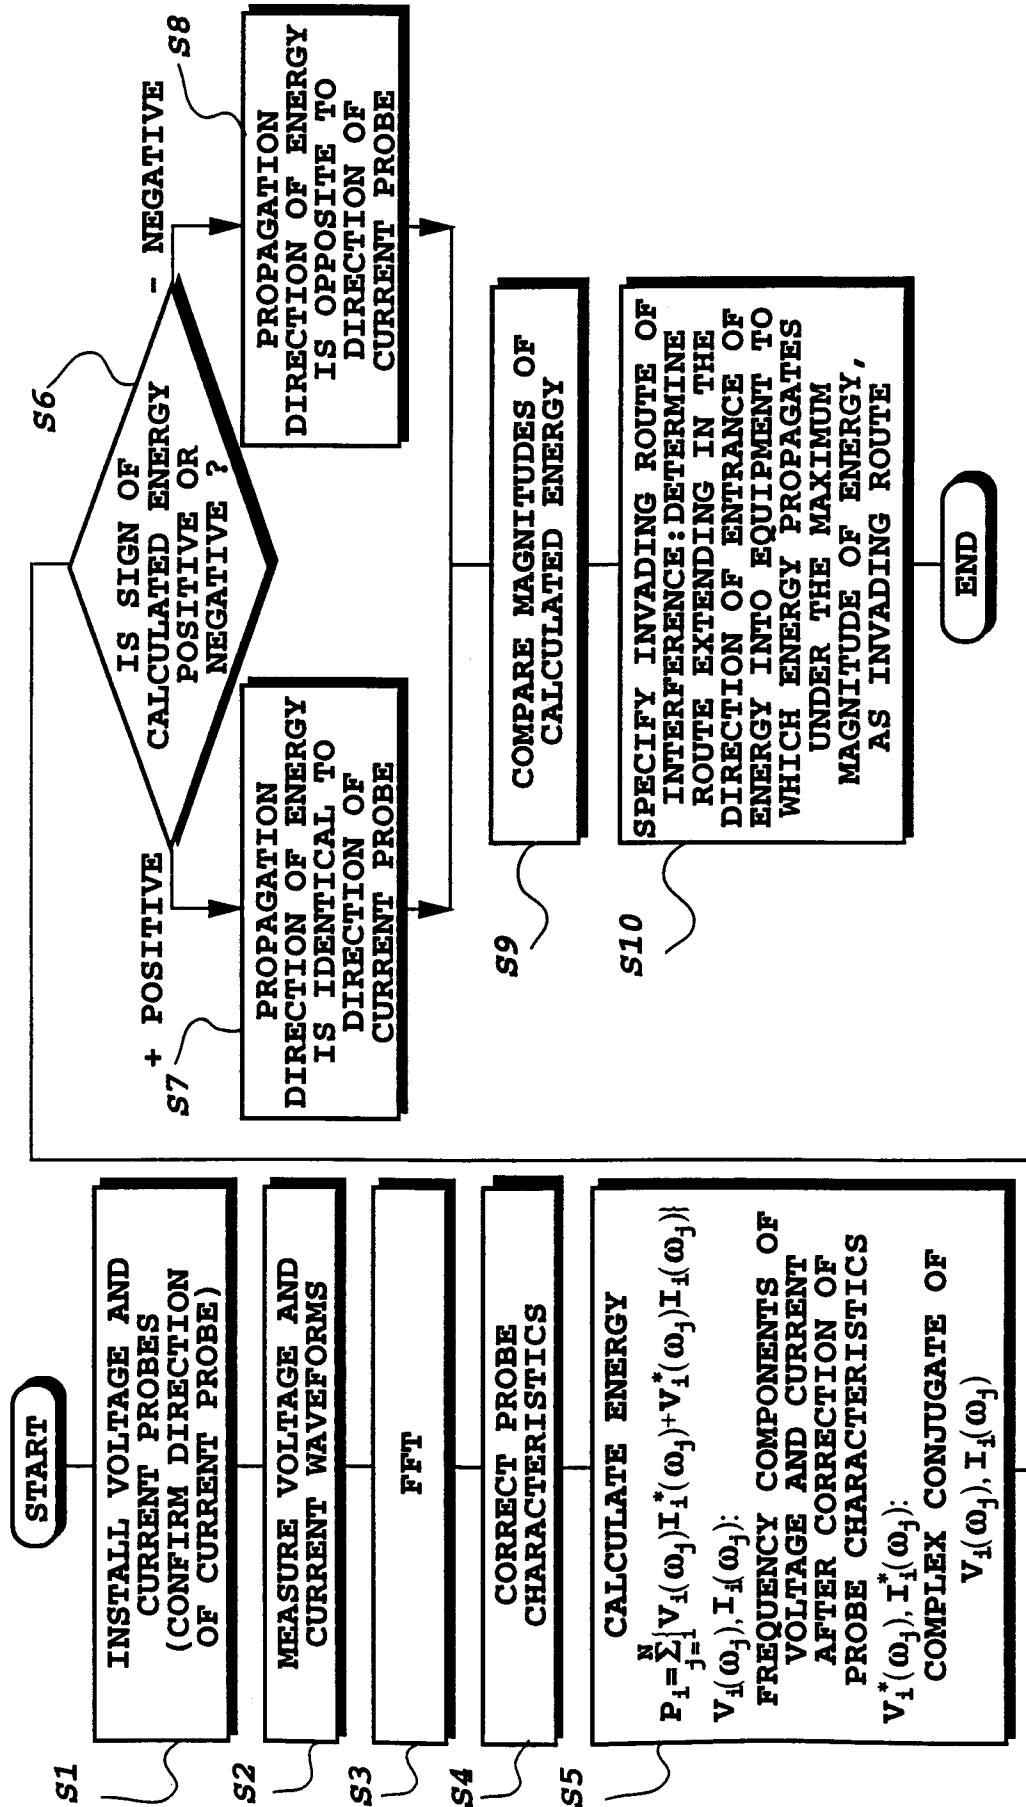 START
S1
INSTALL VOLTAGE AND
CURRENT PROBES
(CONFIRM DIRECTION
OF CURRENT PROBE)
S2
MEASURE VOLTAGE AND
CURRENT WAVEFORMS
S3
FFT
S4
CORRECT PROBE
CHARACTERISTICS
S5
CALCULATE ENERGY
P_i=∑_{j=1}^{N}{V_i(ω_j)I_i^*(ω_j)+V_i^*(ω_j)I_i(ω_j)}
V_i(ω_j),I_i(ω_j):
FREQUENCY COMPONENTS OF
VOLTAGE AND CURRENT
AFTER CORRECTION OF
PROBE CHARACTERISTICS
V_i^*(ω_j),I_i^*(ω_j):
COMPLEX CONJUGATE OF
V_i(ω_j),I_i(ω_j)
S6
IS SIGN OF
CALCULATED ENERGY
POSITIVE OR
NEGATIVE ?
+ POSITIVE
- NEGATIVE
S7
PROPAGATION
DIRECTION OF ENERGY
IS IDENTICAL TO
DIRECTION OF
CURRENT PROBE
S8
PROPAGATION
DIRECTION OF ENERGY
IS OPPOSITE TO
DIRECTION OF
CURRENT PROBE
S9
COMPARE MAGNITUDES OF
CALCULATED ENERGY
S10
SPECIFY INVADING ROUTE OF
INTERFERENCE:DETERMINE
ROUTE EXTENDING IN THE
DIRECTION OF ENTRANCE OF
ENERGY INTO EQUIPMENT TO
WHICH ENERGY PROPAGATES
UNDER THE MAXIMUM
MAGNITUDE OF ENERGY,
AS INVADING ROUTE
END